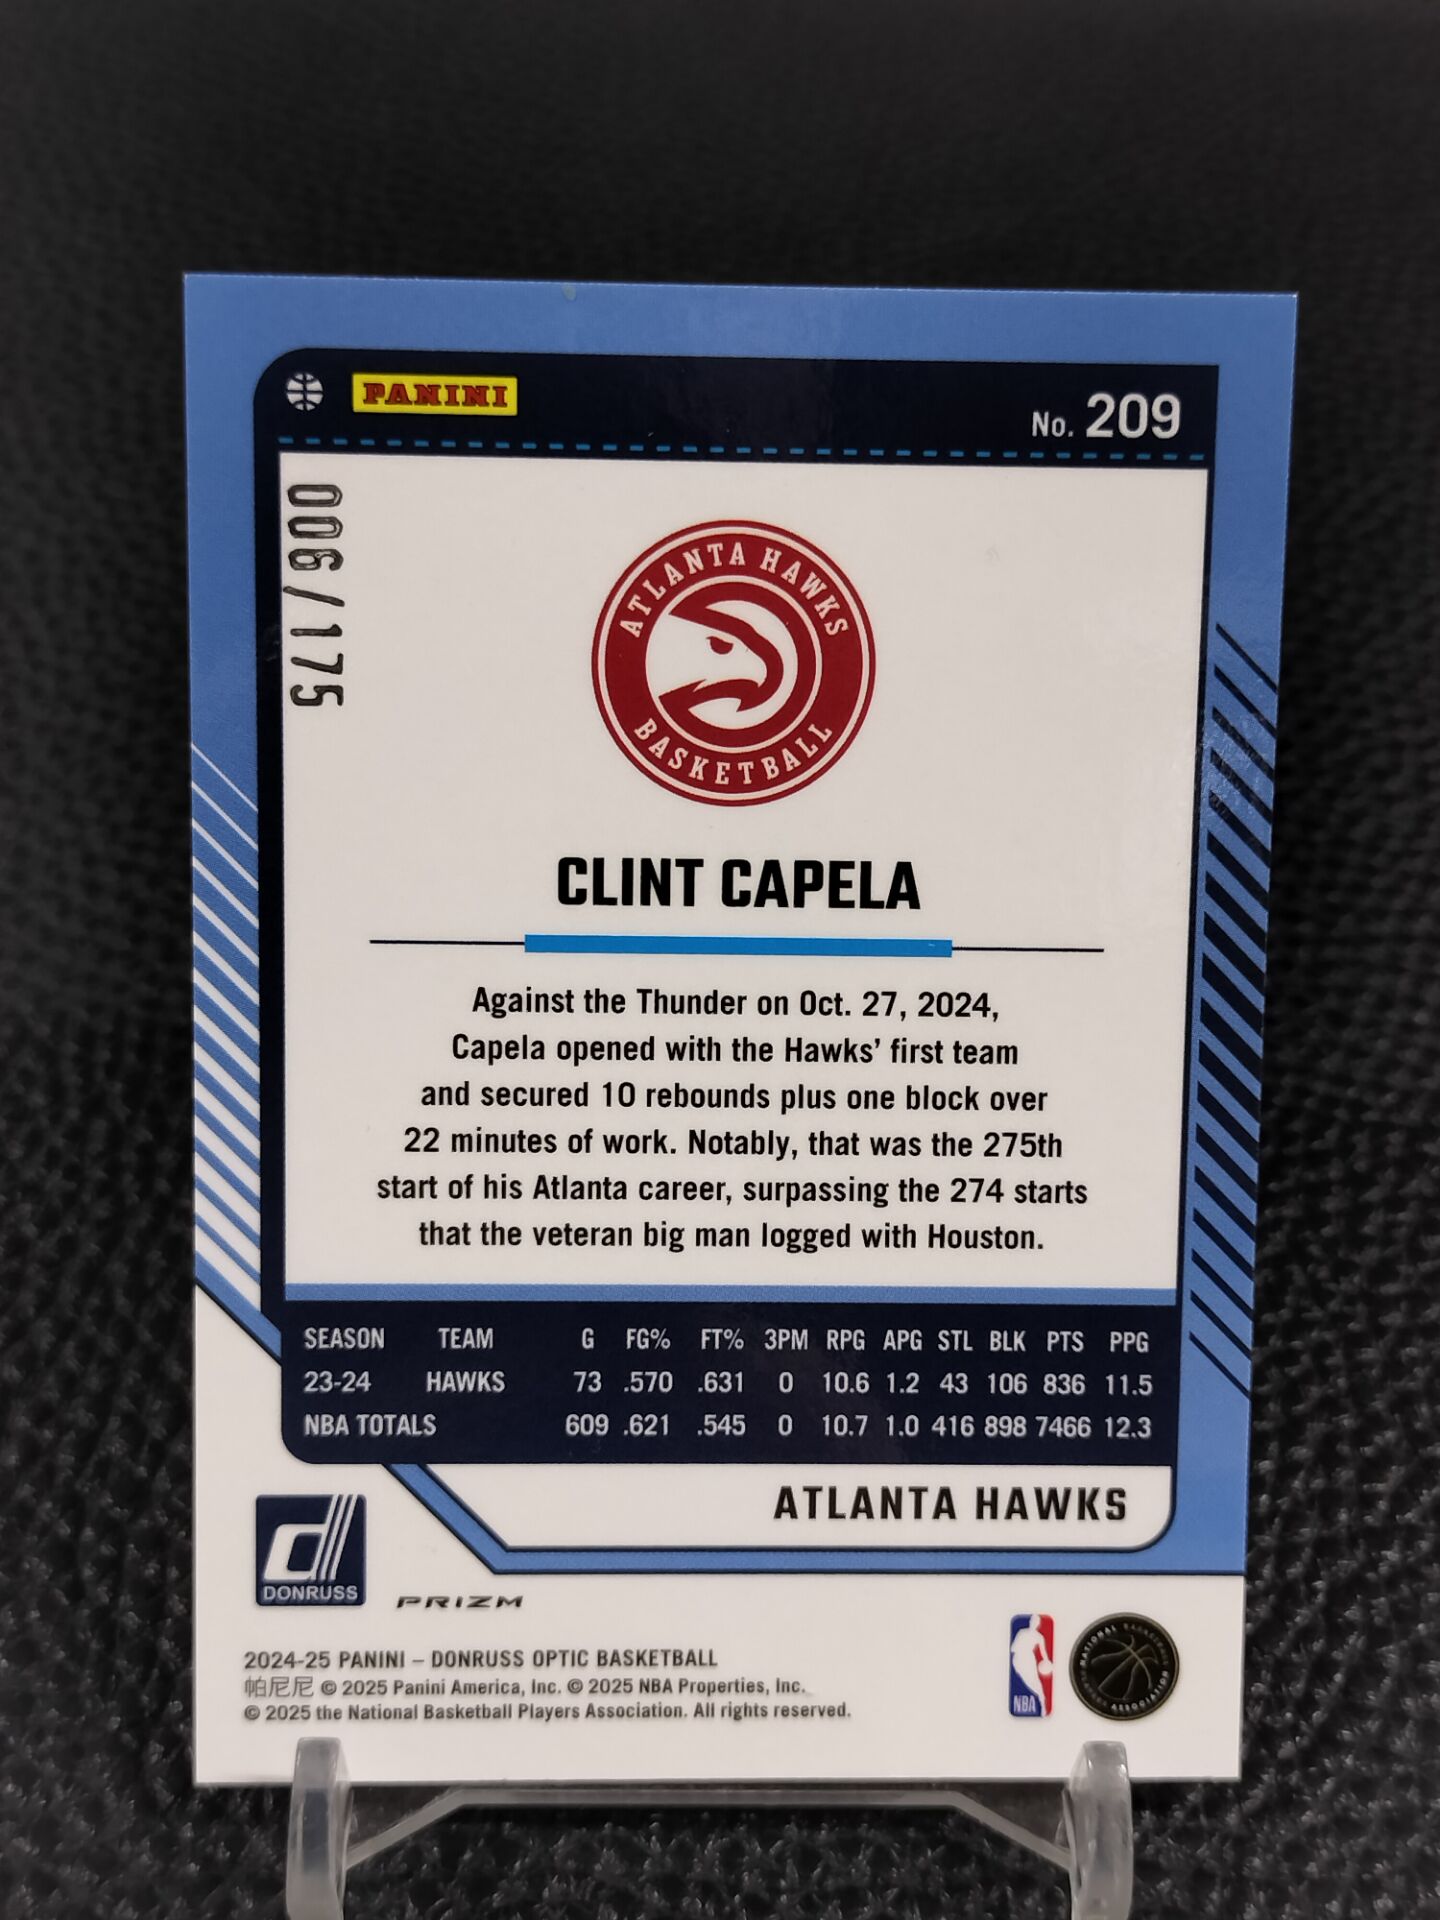 PANINI
No. 209
006/175
ATLANTA HAWKS
BASKETBALL
CLINT CAPELA
Against the Thunder on Oct. 27, 2024,
Capela opened with the Hawks' first team
and secured 10 rebounds plus one block over
22 minutes of work. Notably, that was the 275th
start of his Atlanta career, surpassing the 274 starts
that the veteran big man logged with Houston.
SEASON TEAM G FG% FT% 3PM RPG APG STL BLK PTS PPG
23-24 HAWKS 73 .570 .631 0 10.6 1.2 43 106 836 11.5
NBA TOTALS 609 .621 .545 0 10.7 1.0 416 898 7466 12.3
ATLANTA HAWKS
d
DONRUSS
PRIZM
2024-25 PANINI – DONRUSS OPTIC BASKETBALL
帕尼尼 © 2025 Panini America, Inc. © 2025 NBA Properties, Inc.
© 2025 the National Basketball Players Association. All rights reserved.
NBA
NATIONAL BASKETBALL
PLAYERS ASSOCIATION